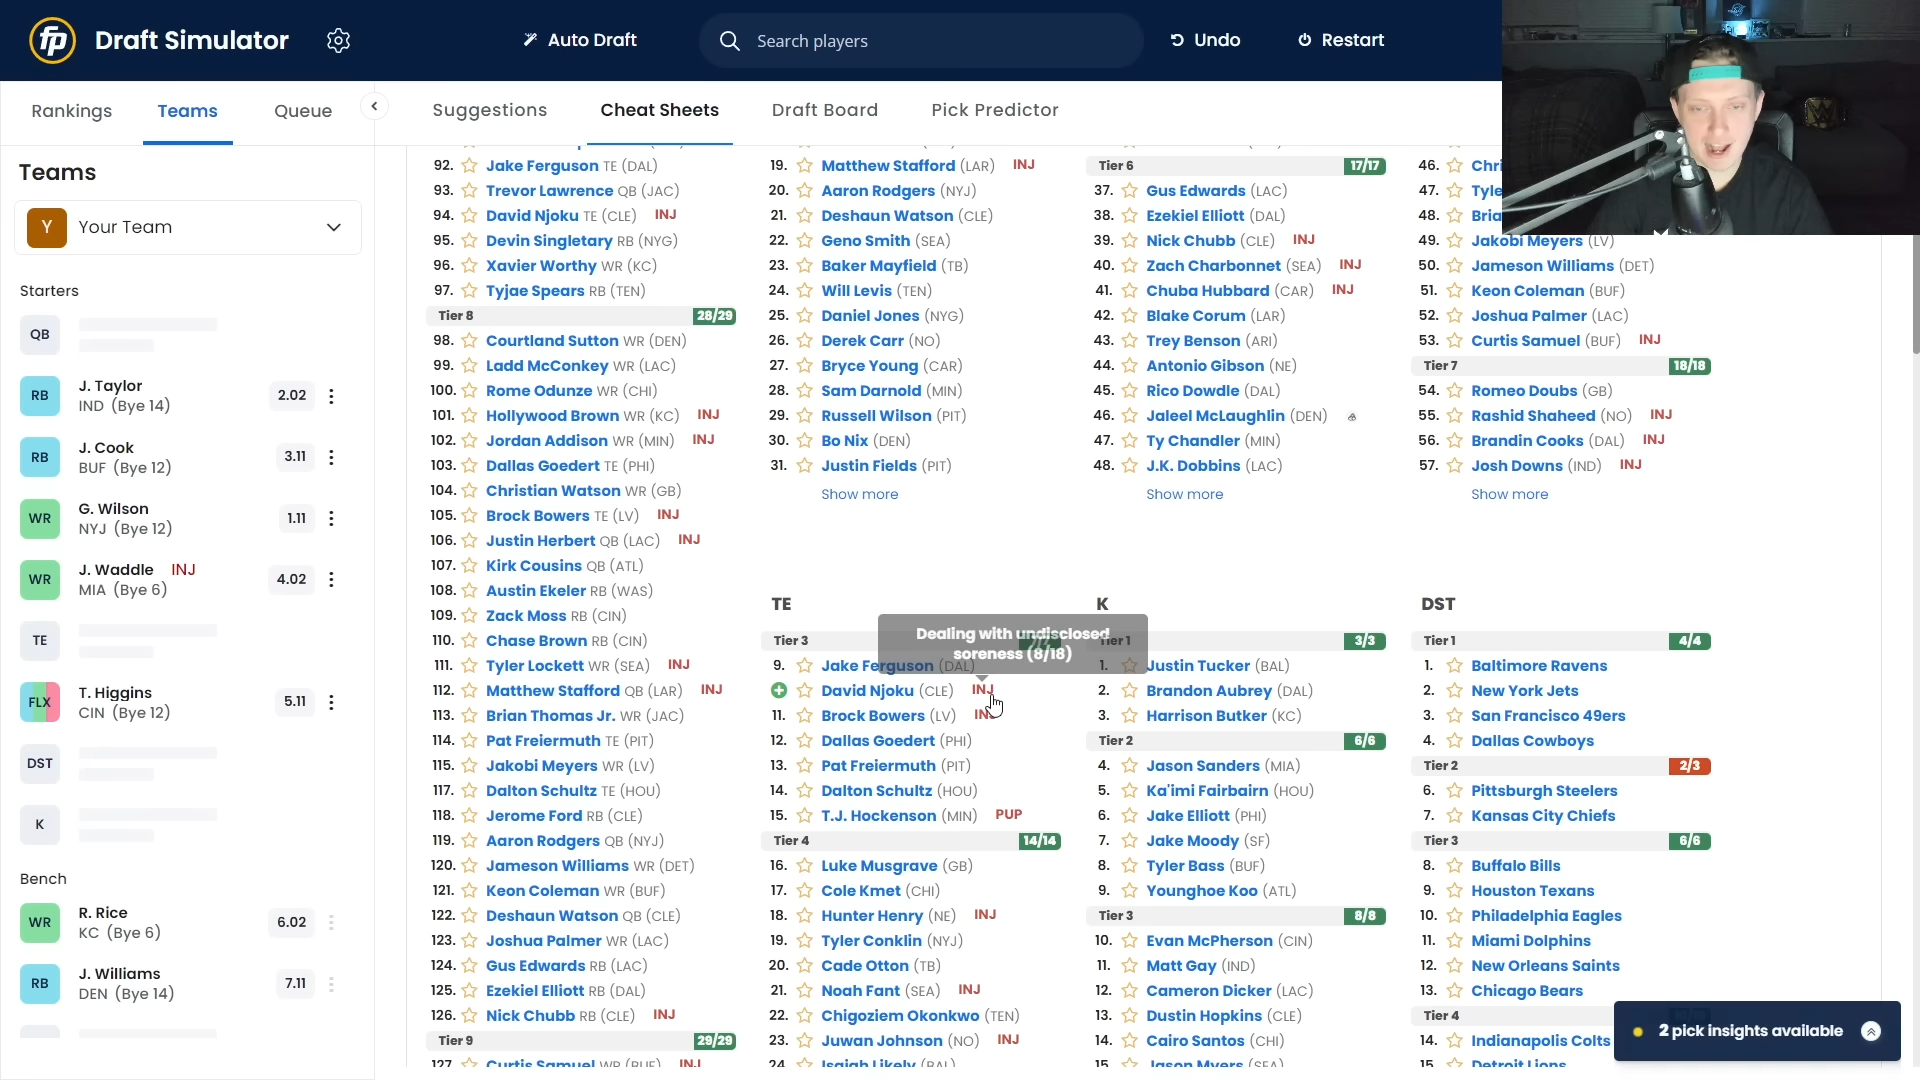 fp Draft Simulator
Auto Draft
Search players
Undo
Restart
Rankings
Teams
Queue
Suggestions
Cheat Sheets
Draft Board
Pick Predictor
Teams
Y Your Team
Starters
QB
RB J. Taylor 2.02
IND (Bye 14)
RB J. Cook 3.11
BUF (Bye 12)
WR G. Wilson 1.11
NYJ (Bye 12)
WR J. Waddle INJ 4.02
MIA (Bye 6)
TE
FLX T. Higgins 5.11
CIN (Bye 12)
DST
K
Bench
WR R. Rice 6.02
KC (Bye 6)
RB J. Williams 7.11
DEN (Bye 14)
92. Jake Ferguson TE (DAL)
93. Trevor Lawrence QB (JAC)
94. David Njoku TE (CLE) INJ
95. Devin Singletary RB (NYG)
96. Xavier Worthy WR (KC)
97. Tyjae Spears RB (TEN)
Tier 8 28/29
98. Courtland Sutton WR (DEN)
99. Ladd McConkey WR (LAC)
100. Rome Odunze WR (CHI)
101. Hollywood Brown WR (KC) INJ
102. Jordan Addison WR (MIN) INJ
103. Dallas Goedert TE (PHI)
104. Christian Watson WR (GB)
105. Brock Bowers TE (LV) INJ
106. Justin Herbert QB (LAC) INJ
107. Kirk Cousins QB (ATL)
108. Austin Ekeler RB (WAS)
109. Zack Moss RB (CIN)
110. Chase Brown RB (CIN)
111. Tyler Lockett WR (SEA) INJ
112. Matthew Stafford QB (LAR) INJ
113. Brian Thomas Jr. WR (JAC)
114. Pat Freiermuth TE (PIT)
115. Jakobi Meyers WR (LV)
117. Dalton Schultz TE (HOU)
118. Jerome Ford RB (CLE)
119. Aaron Rodgers QB (NYJ)
120. Jameson Williams WR (DET)
121. Keon Coleman WR (BUF)
122. Deshaun Watson QB (CLE)
123. Joshua Palmer WR (LAC)
124. Gus Edwards RB (LAC)
125. Ezekiel Elliott RB (DAL)
126. Nick Chubb RB (CLE) INJ
Tier 9 29/29
127. Curtis Samuel WR (BUF) INJ
19. Matthew Stafford (LAR) INJ
20. Aaron Rodgers (NYJ)
21. Deshaun Watson (CLE)
22. Geno Smith (SEA)
23. Baker Mayfield (TB)
24. Will Levis (TEN)
25. Daniel Jones (NYG)
26. Derek Carr (NO)
27. Bryce Young (CAR)
28. Sam Darnold (MIN)
29. Russell Wilson (PIT)
30. Bo Nix (DEN)
31. Justin Fields (PIT)
Show more
Tier 6 17/17
37. Gus Edwards (LAC)
38. Ezekiel Elliott (DAL)
39. Nick Chubb (CLE) INJ
40. Zach Charbonnet (SEA) INJ
41. Chuba Hubbard (CAR) INJ
42. Blake Corum (LAR)
43. Trey Benson (ARI)
44. Antonio Gibson (NE)
45. Rico Dowdle (DAL)
46. Jaleel McLaughlin (DEN)
47. Ty Chandler (MIN)
48. J.K. Dobbins (LAC)
Show more
46. Chri
47. Tyle
48. Bria
49. Jakobi Meyers (LV)
50. Jameson Williams (DET)
51. Keon Coleman (BUF)
52. Joshua Palmer (LAC)
53. Curtis Samuel (BUF) INJ
Tier 7 18/18
54. Romeo Doubs (GB)
55. Rashid Shaheed (NO) INJ
56. Brandin Cooks (DAL) INJ
57. Josh Downs (IND) INJ
Show more
TE
Dealing with undisclosed
soreness (8/18)
Tier 3
9. Jake Ferguson (DAL)
David Njoku (CLE) INJ
11. Brock Bowers (LV)
12. Dallas Goedert (PHI)
13. Pat Freiermuth (PIT)
14. Dalton Schultz (HOU)
15. T.J. Hockenson (MIN) PUP
Tier 4 14/14
16. Luke Musgrave (GB)
17. Cole Kmet (CHI)
18. Hunter Henry (NE) INJ
19. Tyler Conklin (NYJ)
20. Cade Otton (TB)
21. Noah Fant (SEA) INJ
22. Chigoziem Okonkwo (TEN)
23. Juwan Johnson (NO) INJ
24. Isaiah Likely (BAL)
K
Tier 1 3/3
1. Justin Tucker (BAL)
2. Brandon Aubrey (DAL)
3. Harrison Butker (KC)
Tier 2 6/6
4. Jason Sanders (MIA)
5. Ka'imi Fairbairn (HOU)
6. Jake Elliott (PHI)
7. Jake Moody (SF)
8. Tyler Bass (BUF)
9. Younghoe Koo (ATL)
Tier 3 8/8
10. Evan McPherson (CIN)
11. Matt Gay (IND)
12. Cameron Dicker (LAC)
13. Dustin Hopkins (CLE)
14. Cairo Santos (CHI)
15. Jason Myers (SEA)
DST
Tier 1 4/4
1. Baltimore Ravens
2. New York Jets
3. San Francisco 49ers
4. Dallas Cowboys
Tier 2 2/3
6. Pittsburgh Steelers
7. Kansas City Chiefs
Tier 3 6/6
8. Buffalo Bills
9. Houston Texans
10. Philadelphia Eagles
11. Miami Dolphins
12. New Orleans Saints
13. Chicago Bears
Tier 4
14. Indianapolis Colts
15. Detroit Lions
2 pick insights available